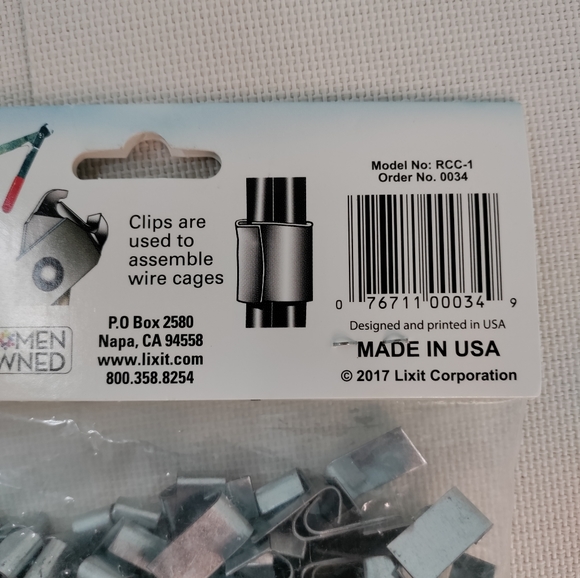 Model No: RCC-1
Order No. 0034
Clips are
used to
assemble
wire cages
0 76711 00034 9
P.O Box 2580
Napa, CA 94558
www.lixit.com
800.358.8254
Designed and printed in USA
MADE IN USA
© 2017 Lixit Corporation